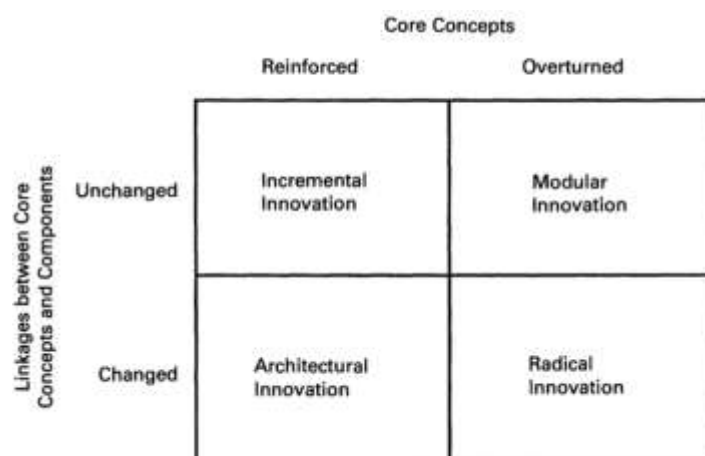 Core Concepts
Reinforced
Overturned
Linkages between Core
Concepts and Components
Unchanged
Incremental
Innovation
Modular
Innovation
Changed
Architectural
Innovation
Radical
Innovation